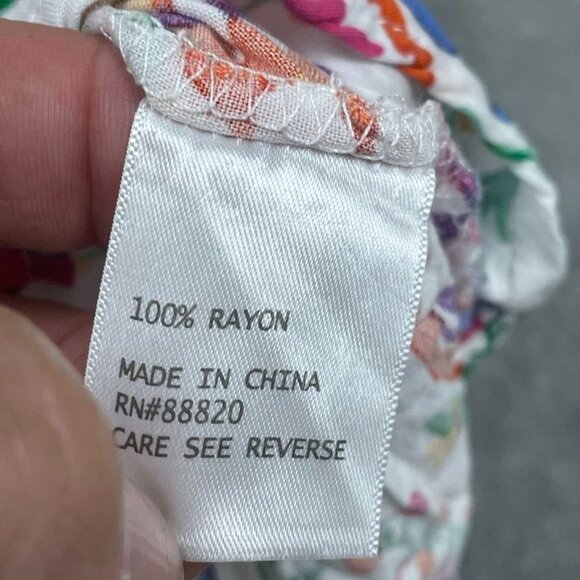 100% RAYON
MADE IN CHINA
RN#88820
CARE SEE REVERSE